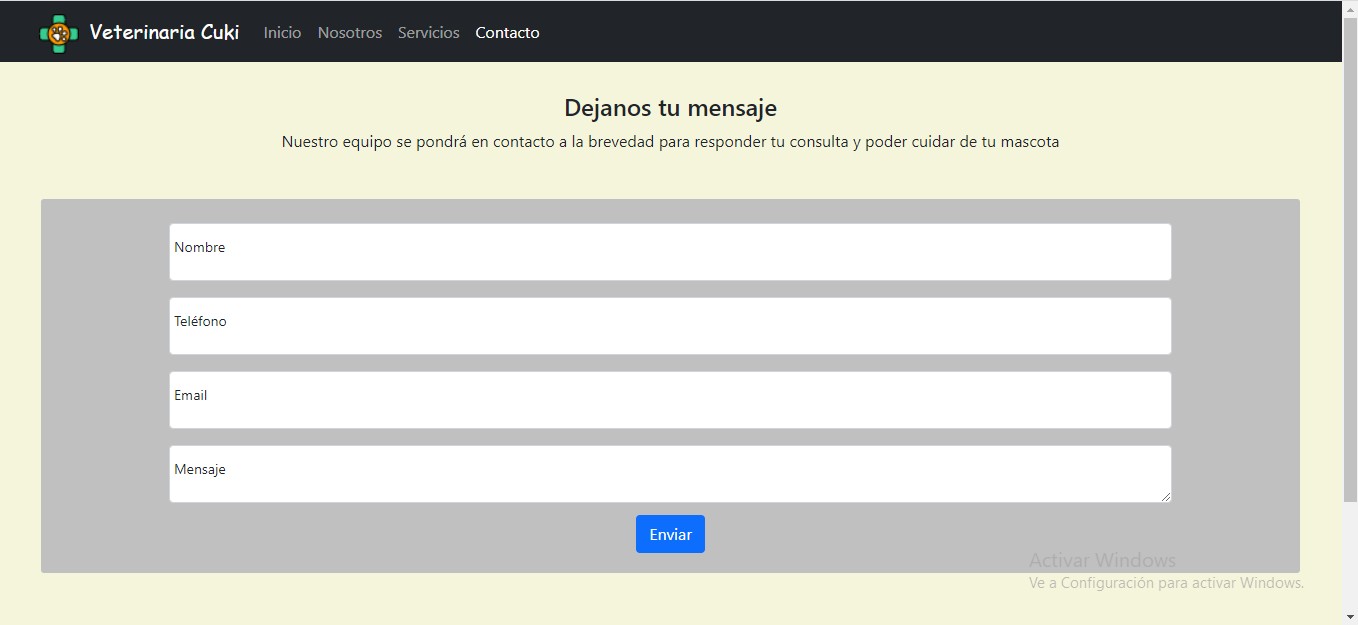 Veterinaria Cuki Inicio Nosotros Servicios Contacto
Dejanos tu mensaje
Nuestro equipo se pondrá en contacto a la brevedad para responder tu consulta y poder cuidar de tu mascota
Nombre
Teléfono
Email
Mensaje
Enviar
Activar Windows
Ve a Configuración para activar Windows.